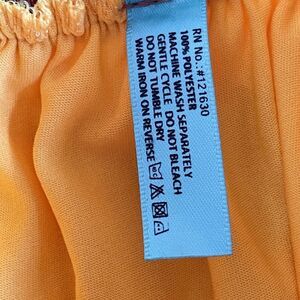 RN No.:#121630
100% POLYESTER
MACHINE WASH SEPARATELY
GENTLE CYCLE DO NOT BLEACH
DO NOT TUMBLE DRY
WARM IRON ON REVERSE